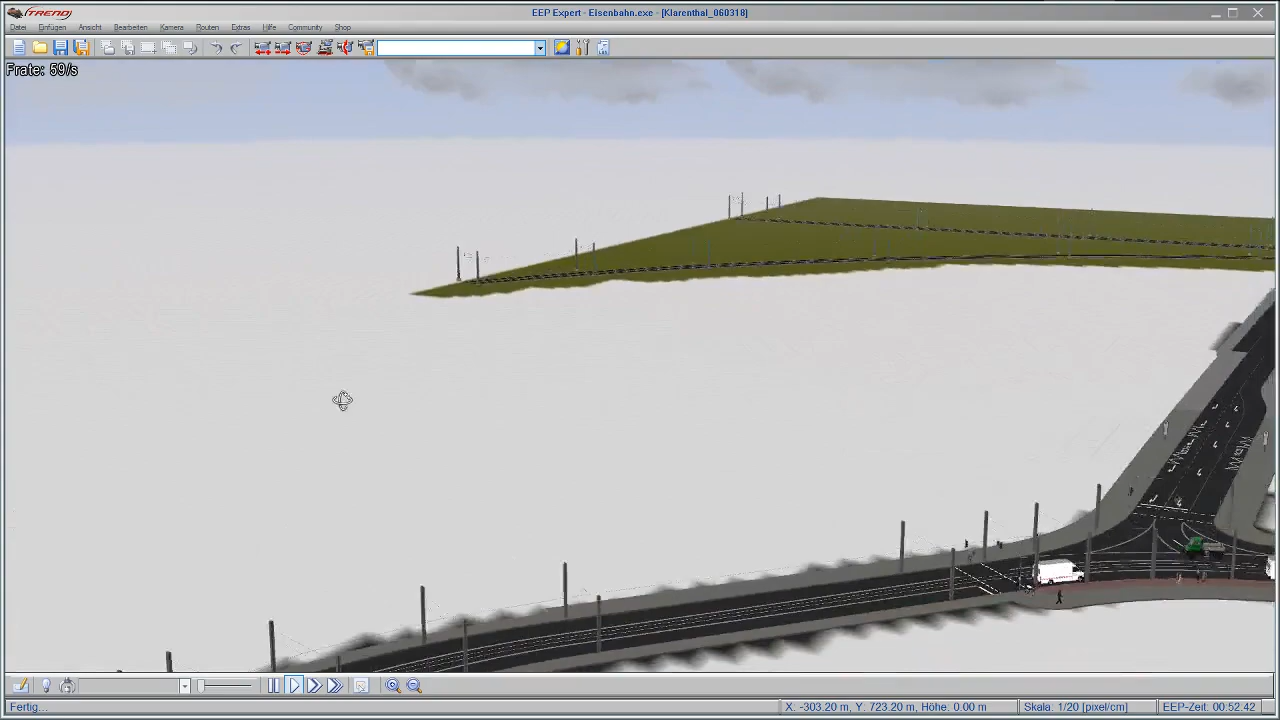 TREND
EEP Expert - Eisenbahn.exe - [Klarenthal_060318]
Datei Einfügen Ansicht Bearbeiten Kamera Routen Extras Hilfe Community Shop
Frate: 59/s
Fertig...
X: -303.20 m, Y: 723.20 m, Höhe: 0.00 m
Skala: 1/20 [pixel/cm]
EEP-Zeit: 00:52.42